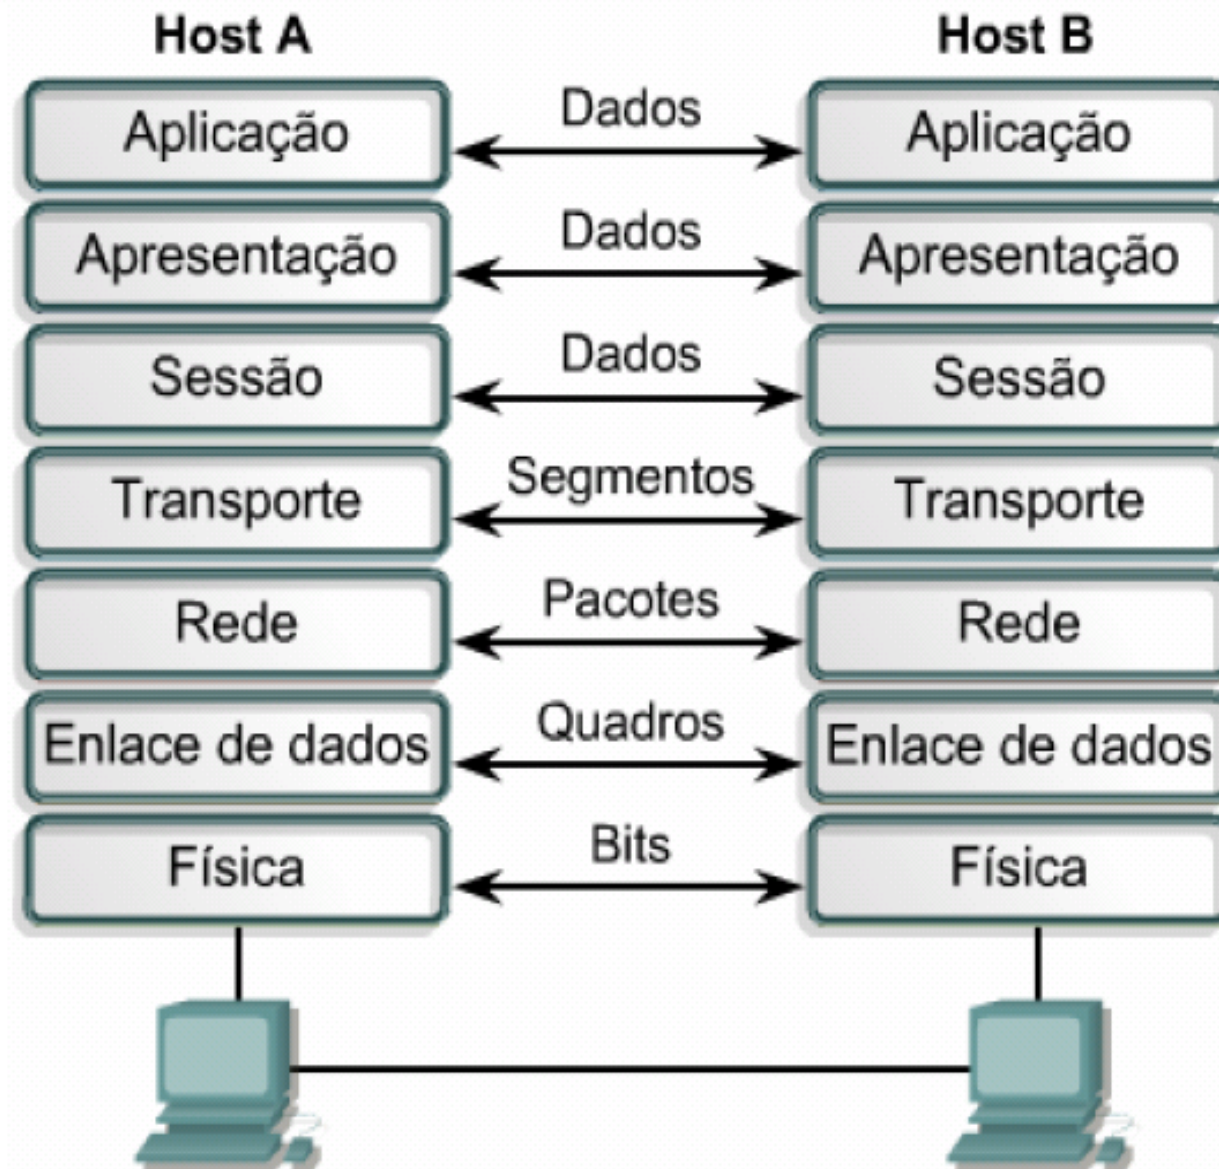 Host A
Host B
Aplicação
Dados
Aplicação
Apresentação
Dados
Apresentação
Sessão
Dados
Sessão
Transporte
Segmentos
Transporte
Rede
Pacotes
Rede
Enlace de dados
Quadros
Enlace de dados
Física
Bits
Física